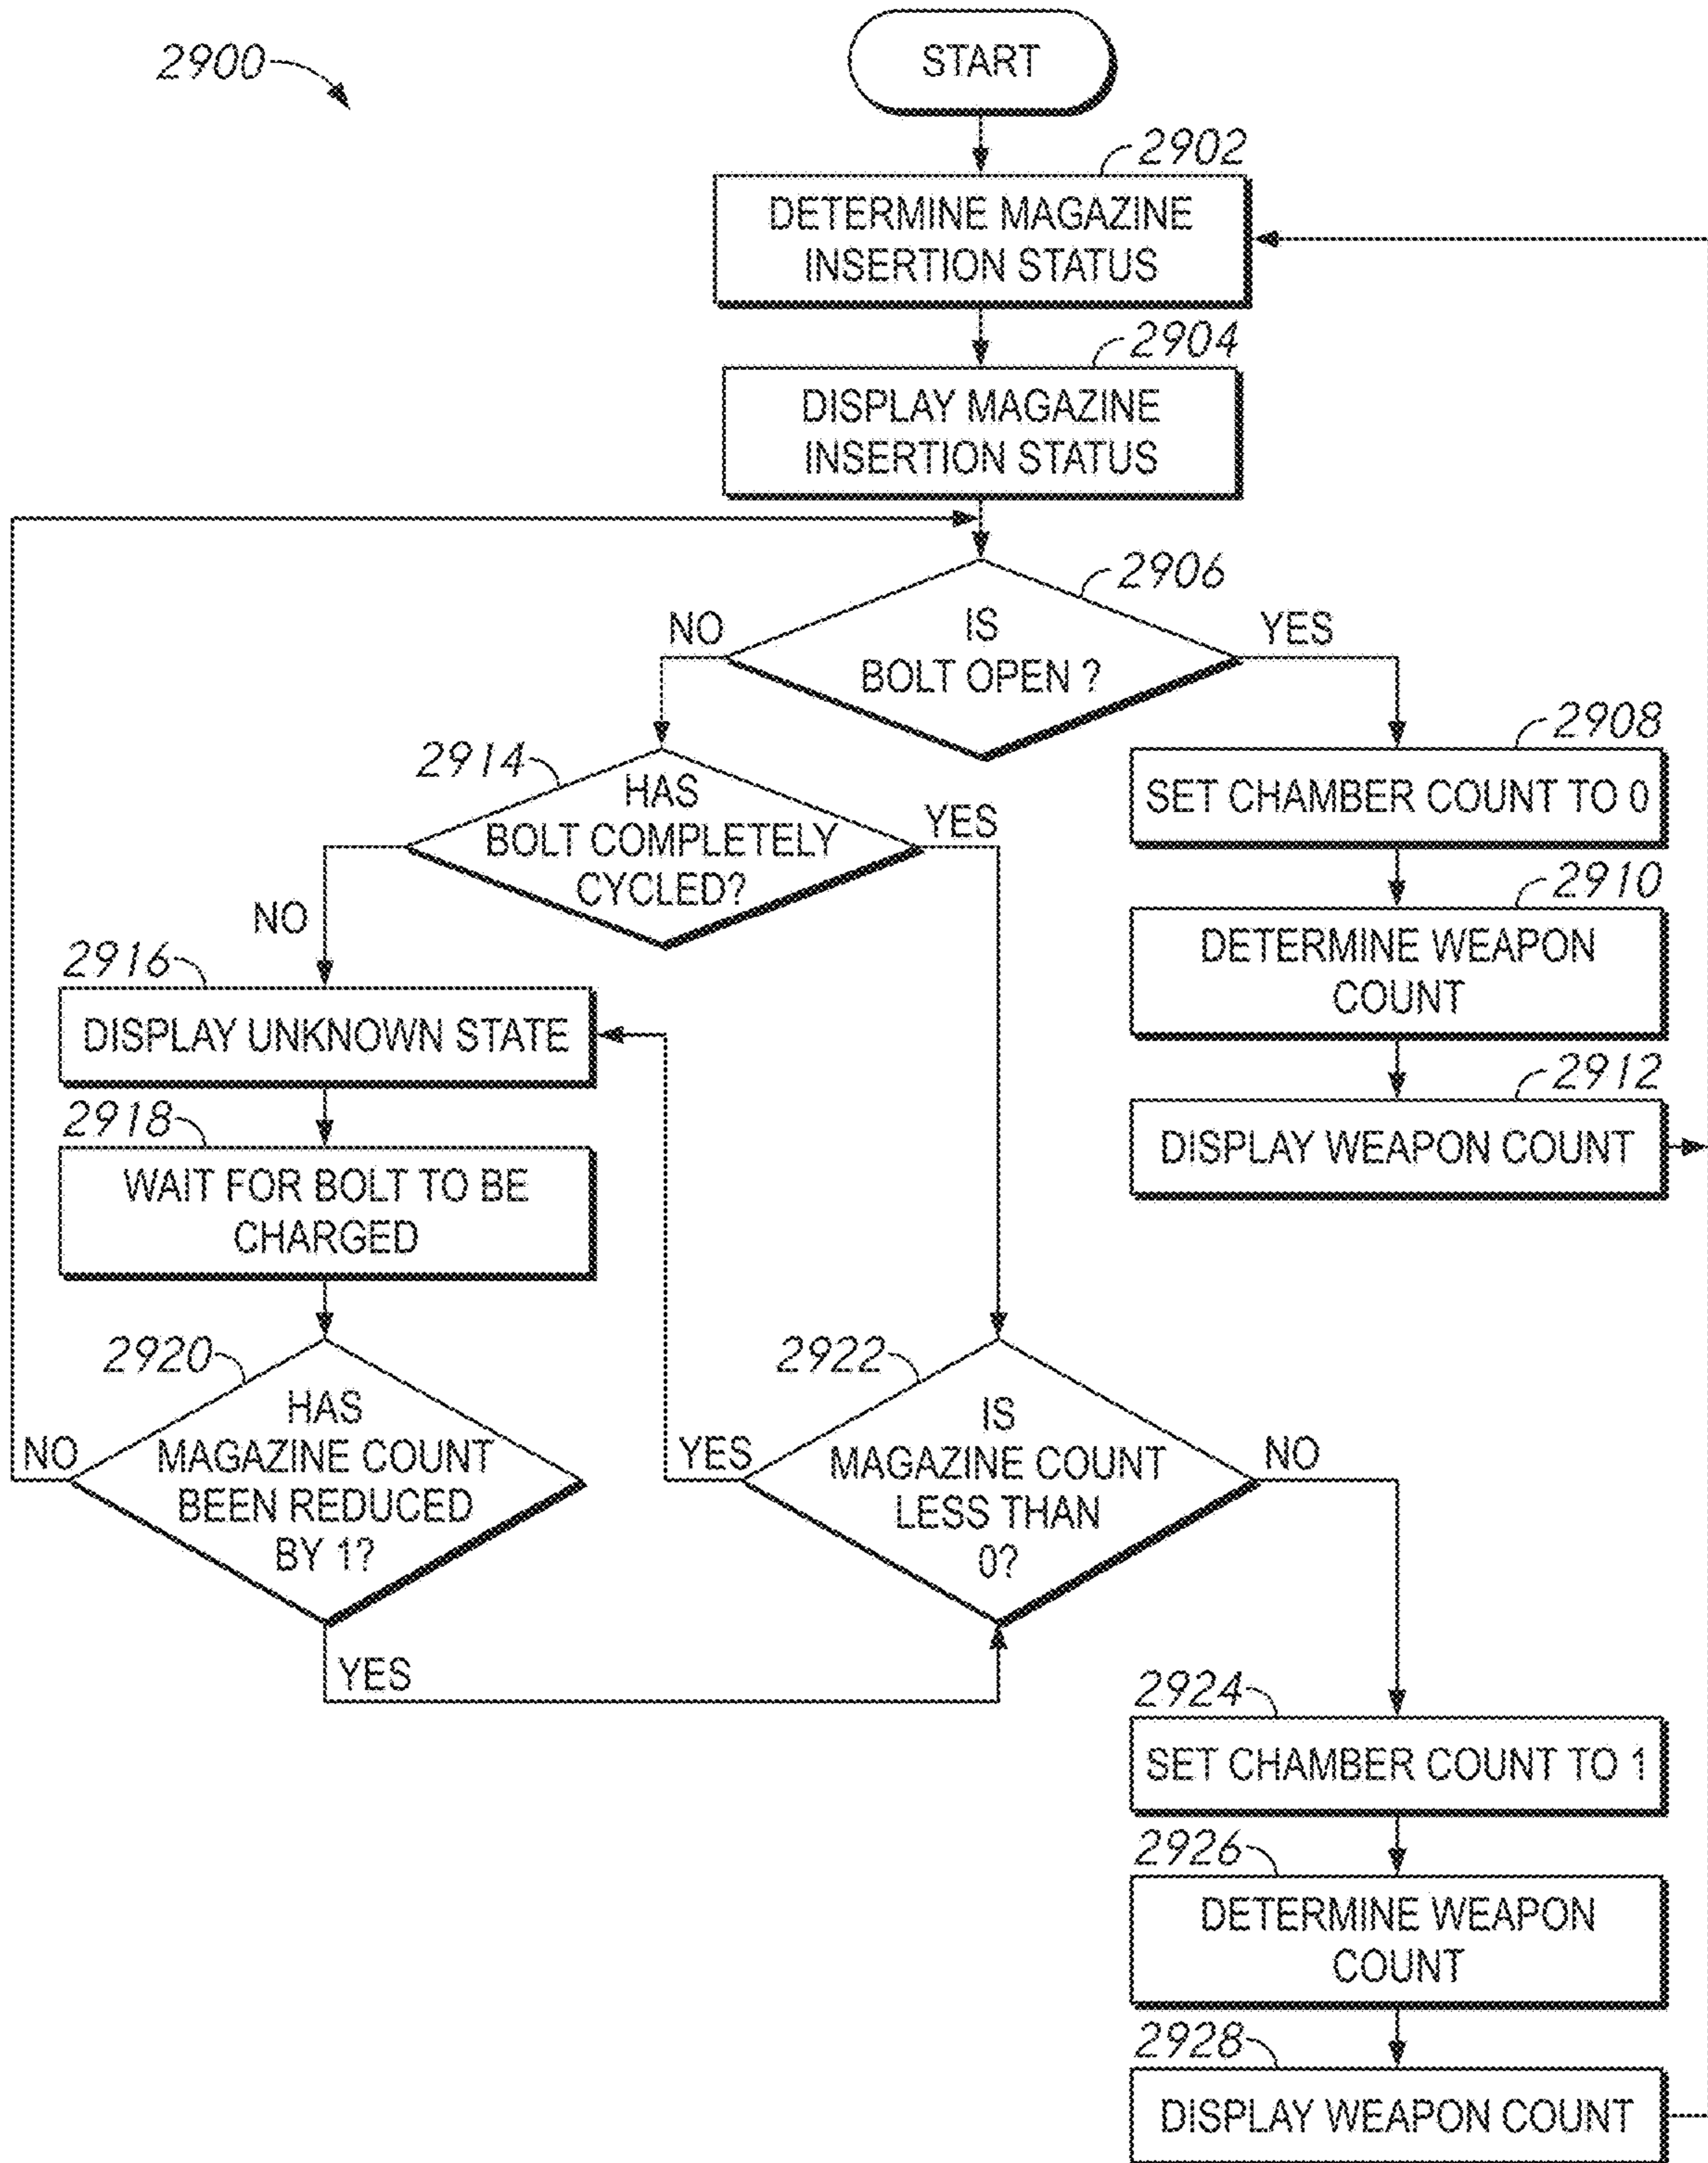 2900
START
2902
DETERMINE MAGAZINE
INSERTION STATUS
2904
DISPLAY MAGAZINE
INSERTION STATUS
2906
NO
IS
BOLT OPEN ?
YES
2908
SET CHAMBER COUNT TO 0
2910
DETERMINE WEAPON
COUNT
2912
DISPLAY WEAPON COUNT
2914
HAS
BOLT COMPLETELY
CYCLED?
YES
NO
2916
DISPLAY UNKNOWN STATE
2918
WAIT FOR BOLT TO BE
CHARGED
2920
HAS
MAGAZINE COUNT
BEEN REDUCED
BY 1?
NO
YES
2922
IS
MAGAZINE COUNT
LESS THAN
0?
YES
NO
2924
SET CHAMBER COUNT TO 1
2926
DETERMINE WEAPON
COUNT
2928
DISPLAY WEAPON COUNT